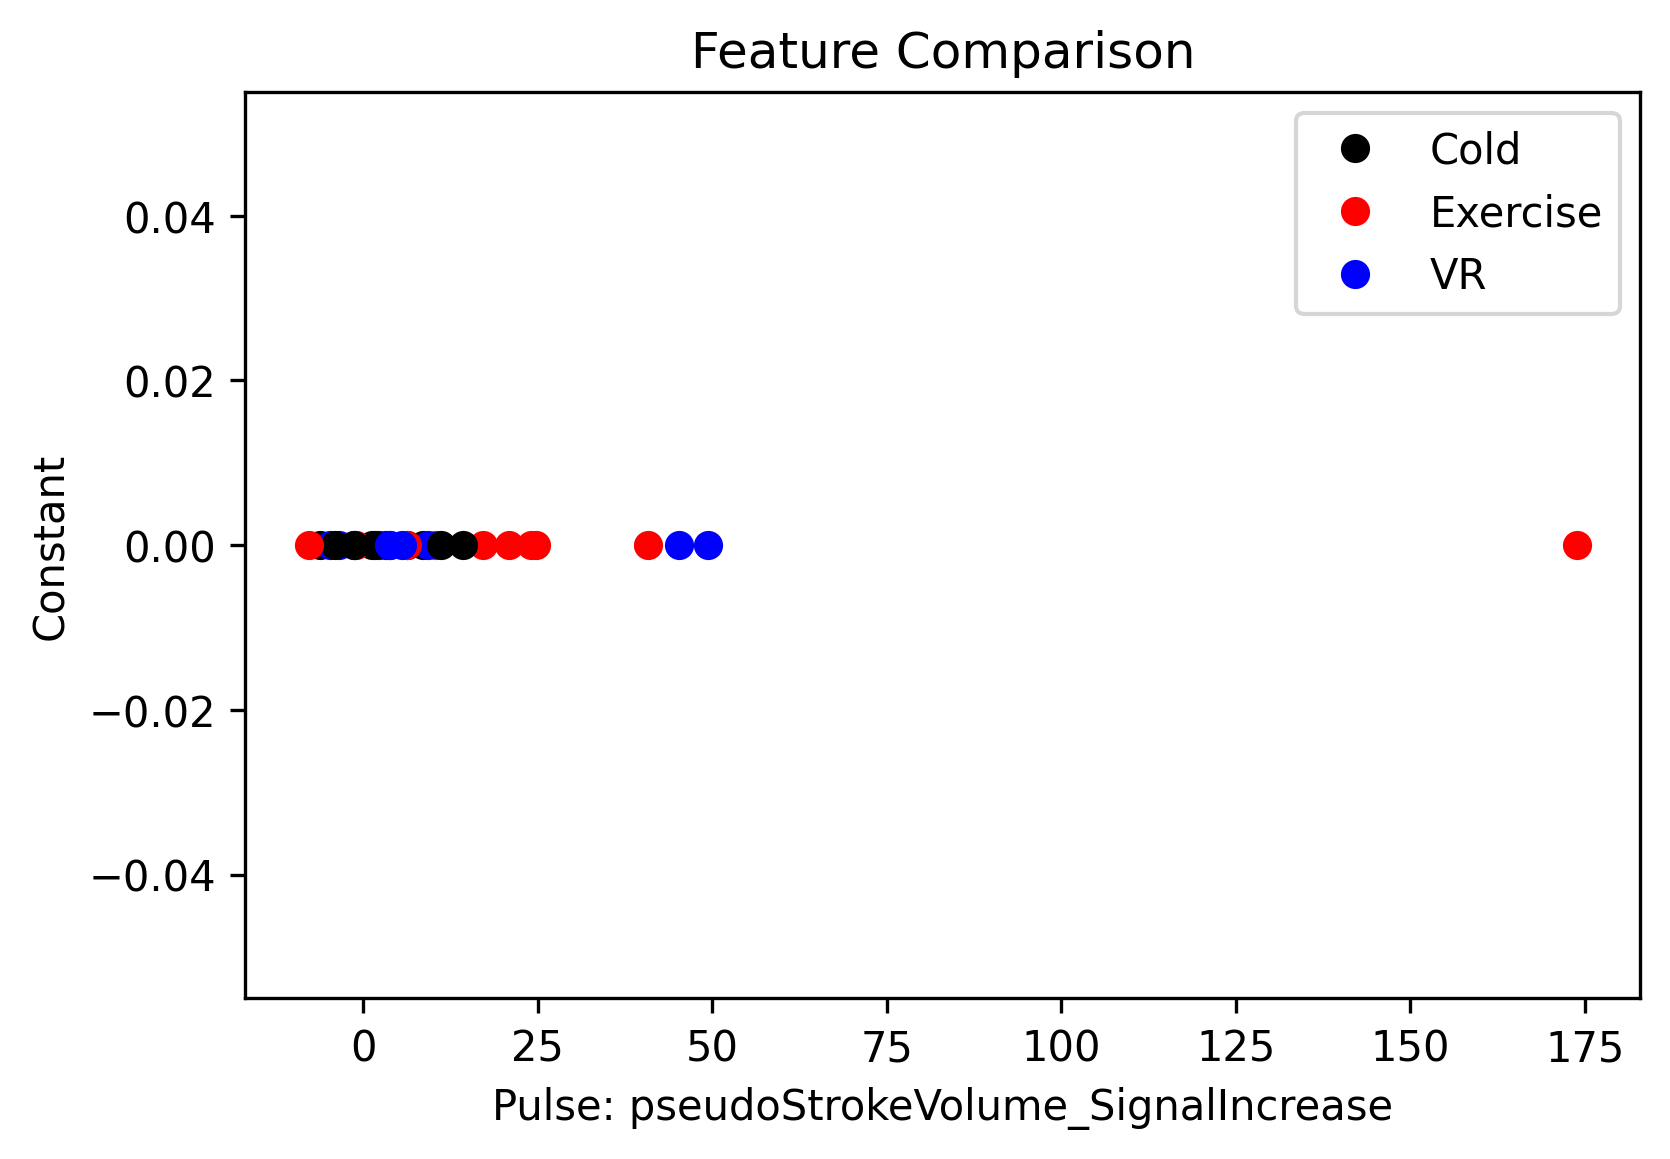 Feature Comparison
Cold
Exercise
VR
0.04
0.02
0.00
−0.02
−0.04
Constant
0 25 50 75 100 125 150 175
Pulse: pseudoStrokeVolume_SignalIncrease